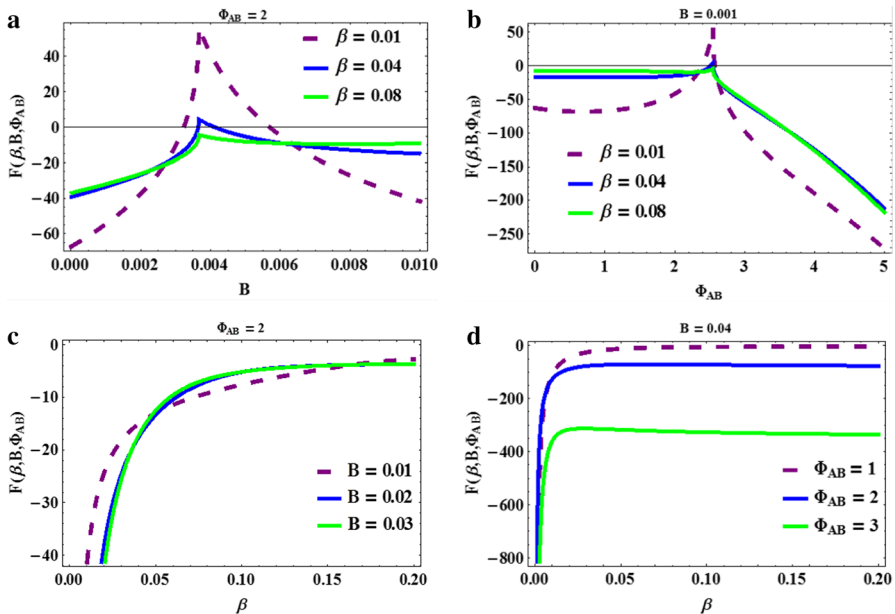 a
Φ_AB = 2
F(β,B,Φ_AB)
40
20
0
−20
−40
−60
β = 0.01
β = 0.04
β = 0.08
0.000 0.002 0.004 0.006 0.008 0.010
B
b
B = 0.001
F(β,B,Φ_AB)
50
0
−50
−100
−150
−200
−250
β = 0.01
β = 0.04
β = 0.08
0 1 2 3 4 5
Φ_AB
c
Φ_AB = 2
F(β,B,Φ_AB)
0
−10
−20
−30
−40
B = 0.01
B = 0.02
B = 0.03
0.00 0.05 0.10 0.15 0.20
β
d
B = 0.04
F(β,B,Φ_AB)
0
−200
−400
−600
−800
Φ_AB = 1
Φ_AB = 2
Φ_AB = 3
0.00 0.05 0.10 0.15 0.20
β